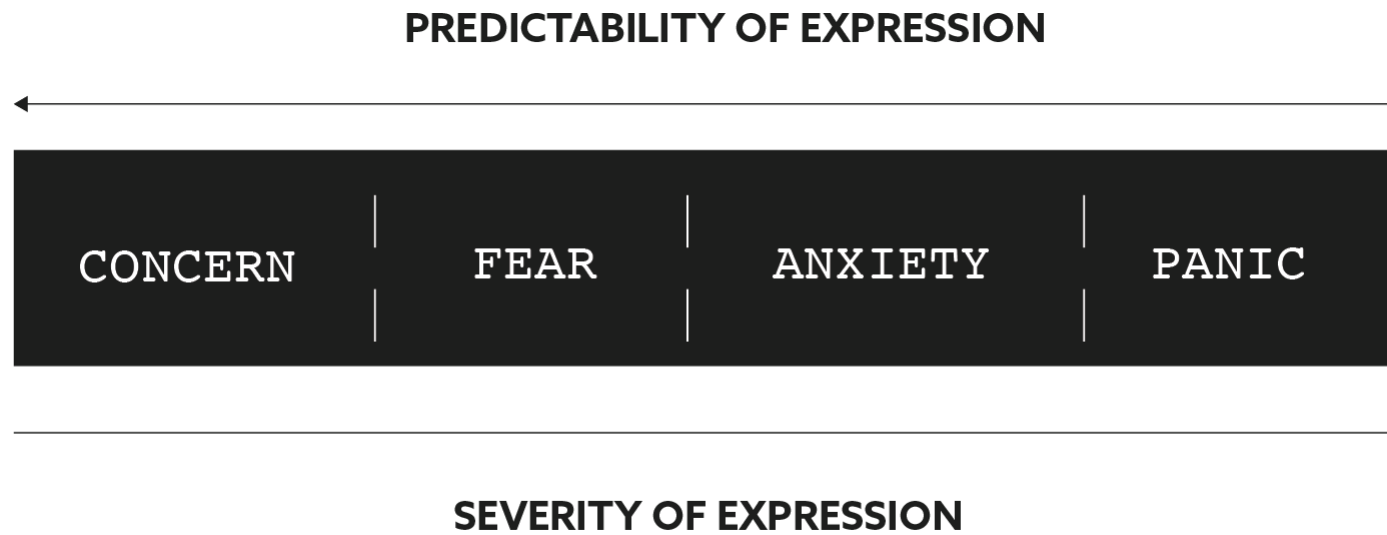 PREDICTABILITY OF EXPRESSION
CONCERN FEAR ANXIETY PANIC
SEVERITY OF EXPRESSION